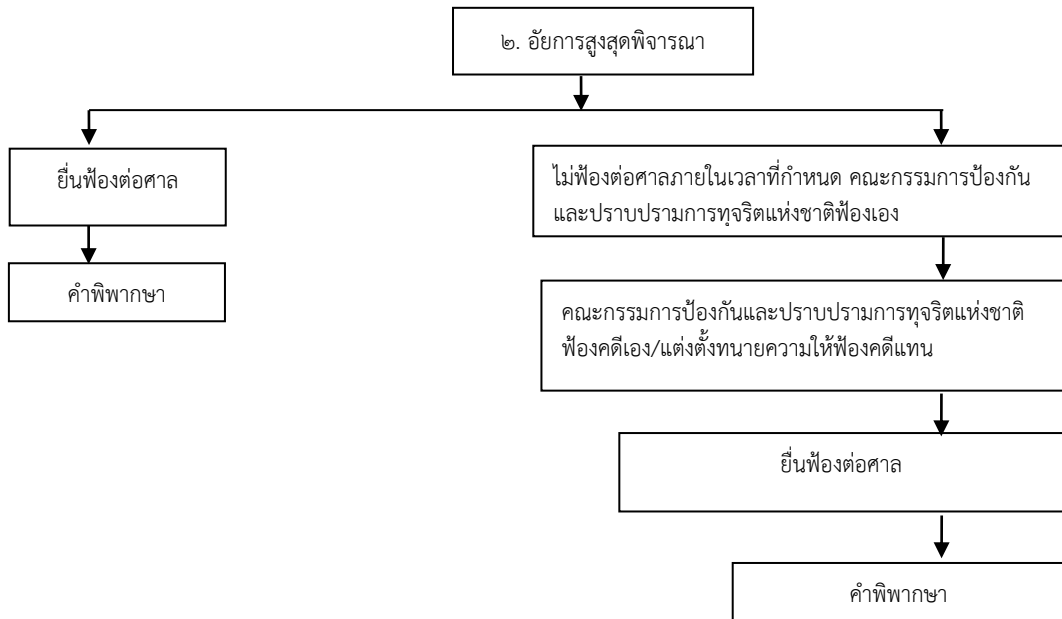 ๒. อัยการสูงสุดพิจารณา
ยื่นฟ้องต่อศาล
คำพิพากษา
ไม่ฟ้องต่อศาลภายในเวลาที่กำหนด คณะกรรมการป้องกัน
และปราบปรามการทุจริตแห่งชาติฟ้องเอง
คณะกรรมการป้องกันและปราบปรามการทุจริตแห่งชาติ
ฟ้องคดีเอง/แต่งตั้งทนายความให้ฟ้องคดีแทน
ยื่นฟ้องต่อศาล
คำพิพากษา